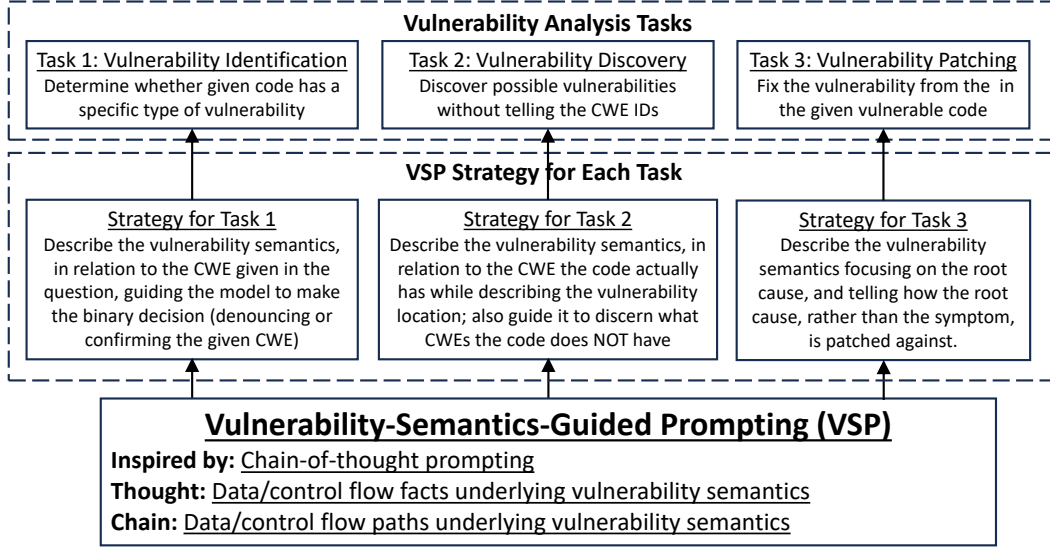 Vulnerability Analysis Tasks
Task 1: Vulnerability Identification
Determine whether given code has a
specific type of vulnerability
Task 2: Vulnerability Discovery
Discover possible vulnerabilities
without telling the CWE IDs
Task 3: Vulnerability Patching
Fix the vulnerability from the in
the given vulnerable code
VSP Strategy for Each Task
Strategy for Task 1
Describe the vulnerability semantics,
in relation to the CWE given in the
question, guiding the model to make
the binary decision (denouncing or
confirming the given CWE)
Strategy for Task 2
Describe the vulnerability semantics, in
relation to the CWE the code actually
has while describing the vulnerability
location; also guide it to discern what
CWEs the code does NOT have
Strategy for Task 3
Describe the vulnerability
semantics focusing on the root
cause, and telling how the root
cause, rather than the symptom,
is patched against.
Vulnerability-Semantics-Guided Prompting (VSP)
Inspired by: Chain-of-thought prompting
Thought: Data/control flow facts underlying vulnerability semantics
Chain: Data/control flow paths underlying vulnerability semantics